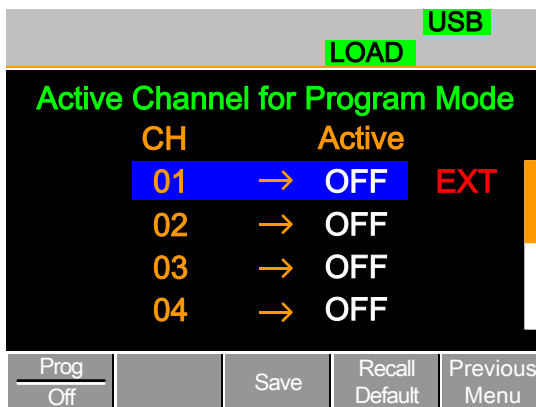 USB
LOAD
Active Channel for Program Mode
CH Active
01 → OFF EXT
02 → OFF
03 → OFF
04 → OFF
Prog Save Recall Previous
Off Default Menu